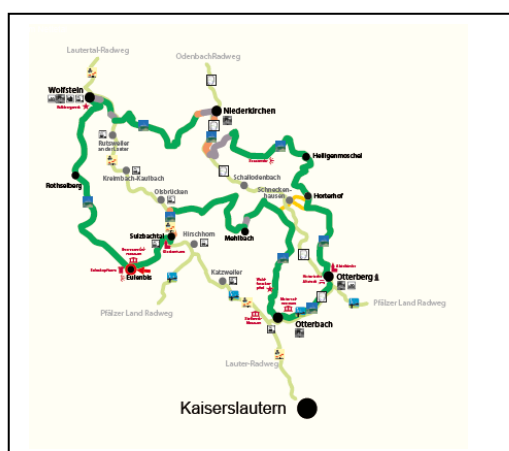 Lautertal-Radweg
OdenbachRadweg
Wolfstein
Niederkirchen
Rutsweiler
an der Lauter
Heiligenmoschel
Kreimbach-Kaulbach
Rothselberg
Schallodenbach
Olsbrücken
Schnecken-
hausen
Horterhof
Sulzbachtal
Hirschhorn
Mehlbach
Eulenbis
Katzweiler
Otterberg
Pfälzer Land Radweg
Pfälzer Land Radweg
Otterbach
Lauter-Radweg
Kaiserslautern